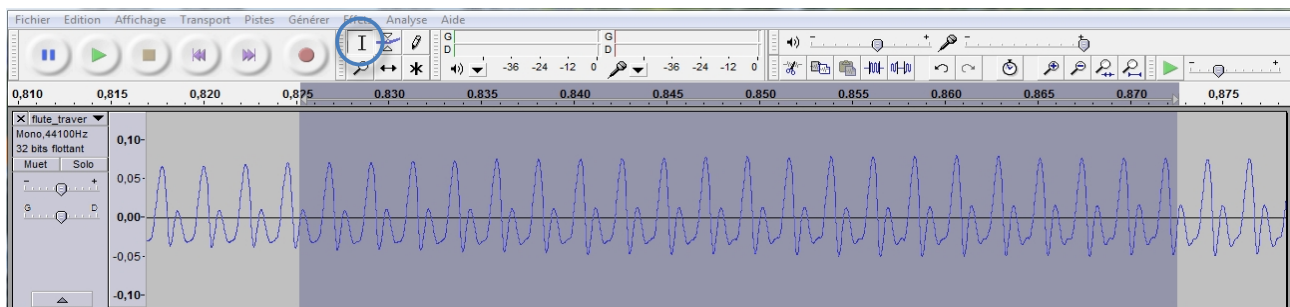 Fichier Edition Affichage Transport Pistes Générer Effets Analyse Aide
G G
D D
-36 -24 -12 0 -36 -24 -12 0
0,810 0,815 0,820 0,825 0,830 0,835 0,840 0,845 0,850 0,855 0,860 0,865 0,870 0,875
flute_traver
Mono,44100Hz
32 bits flottant
Muet Solo
- +
G D
0,10-
0,05-
0,00-
-0,05-
-0,10-